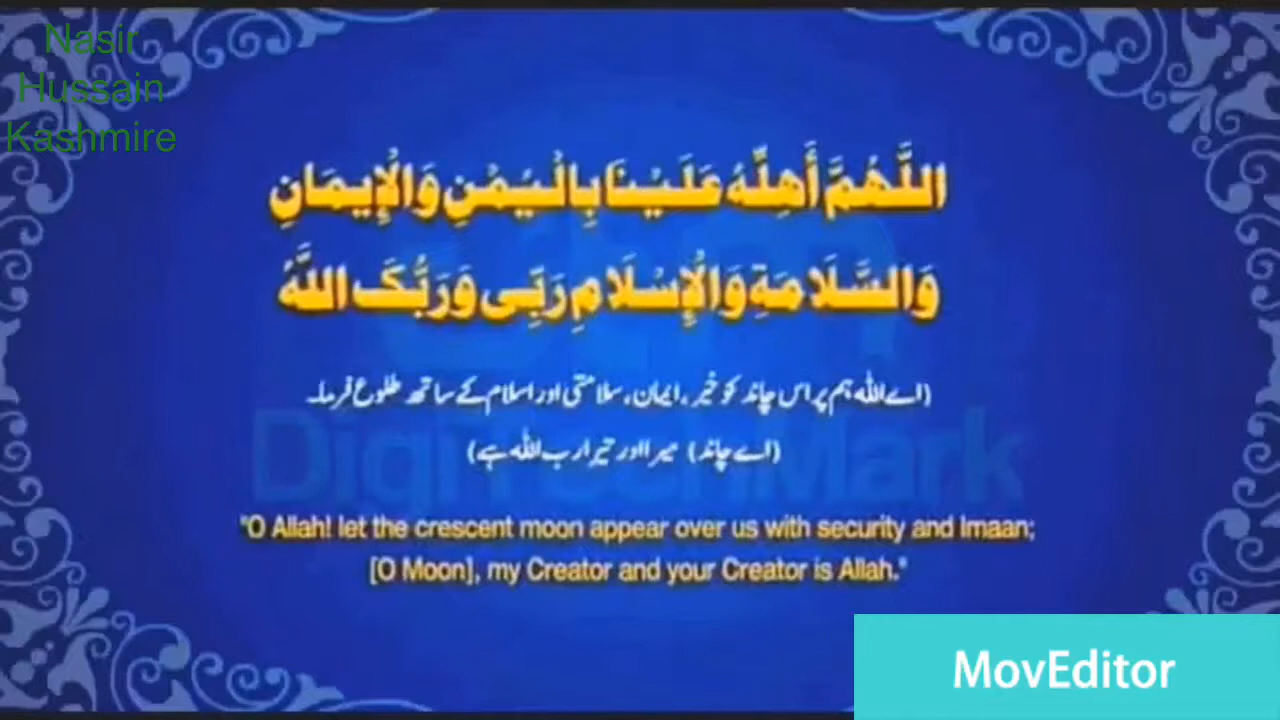 Nasir
Hussain
Kashmire
اللَّهُمَّ أَهِلَّهُ عَلَيْنَا بِالْيُمْنِ وَالْإِيمَانِ
وَالسَّلَامَةِ وَالْإِسْلَامِ رَبِّی وَرَبُّکَ اللَّهُ
(اے اللہ ہم پر اس چاند کو خیر، ایمان، سلامتی اور اسلام کے ساتھ طلوع فرما۔
(اے چاند) میرا اور تیرا رب اللہ ہے)
DigiTechMark
"O Allah! let the crescent moon appear over us with security and Imaan;
[O Moon], my Creator and your Creator is Allah."
MovEditor